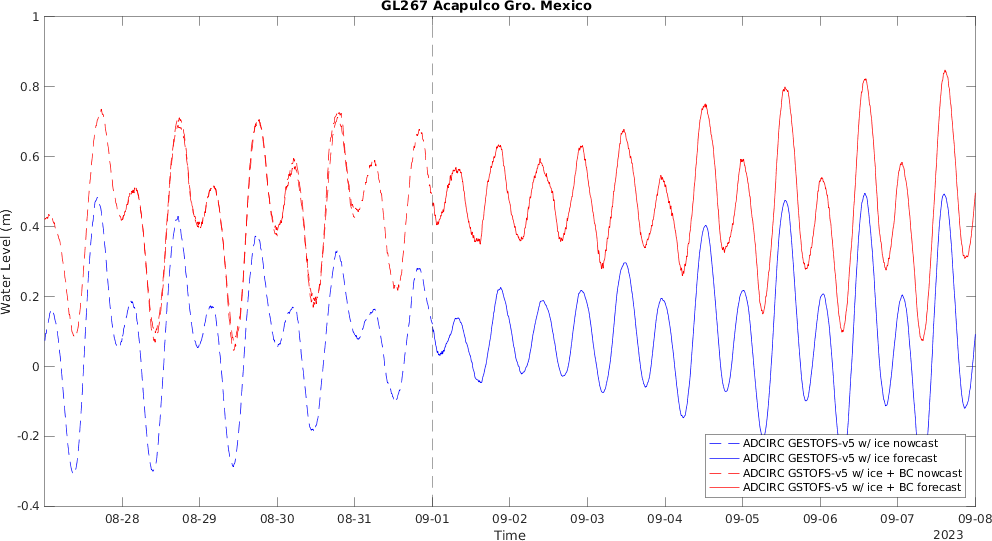 GL267 Acapulco Gro. Mexico
Water Level (m)
1
0.8
0.6
0.4
0.2
0
-0.2
-0.4
08-28 08-29 08-30 08-31 09-01 09-02 09-03 09-04 09-05 09-06 09-07 09-08
Time
2023
ADCIRC GESTOFS-v5 w/ ice nowcast
ADCIRC GESTOFS-v5 w/ ice forecast
ADCIRC GSTOFS-v5 w/ ice + BC nowcast
ADCIRC GSTOFS-v5 w/ ice + BC forecast